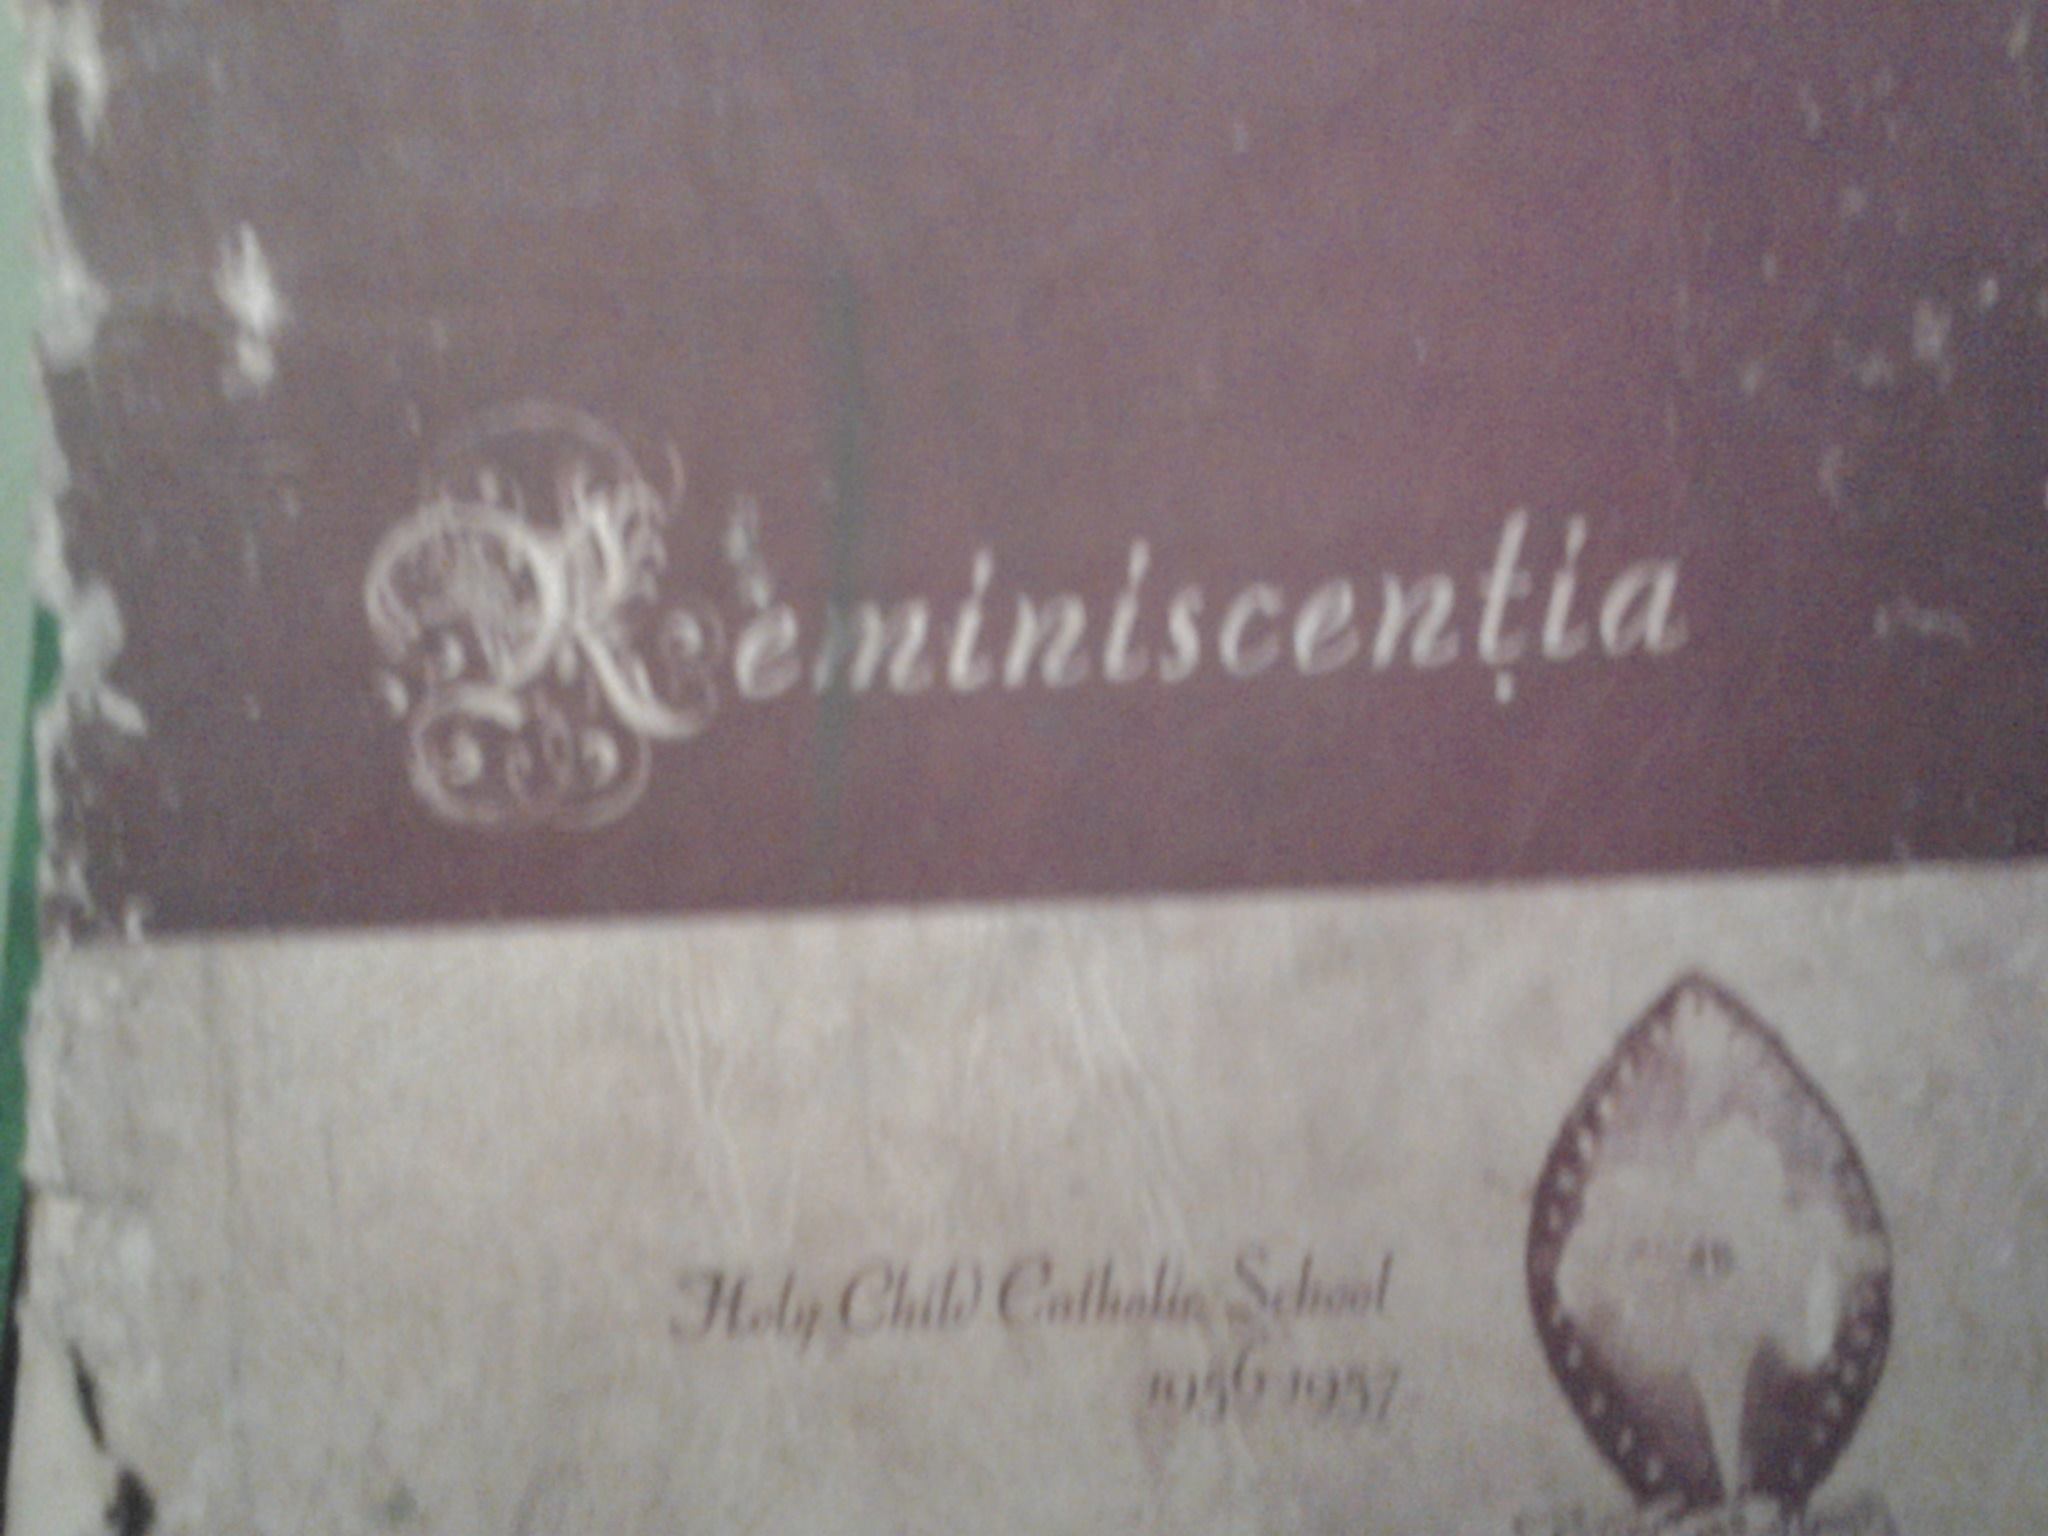 Reminiscentia
Holy Child Catholic School
1956-1957